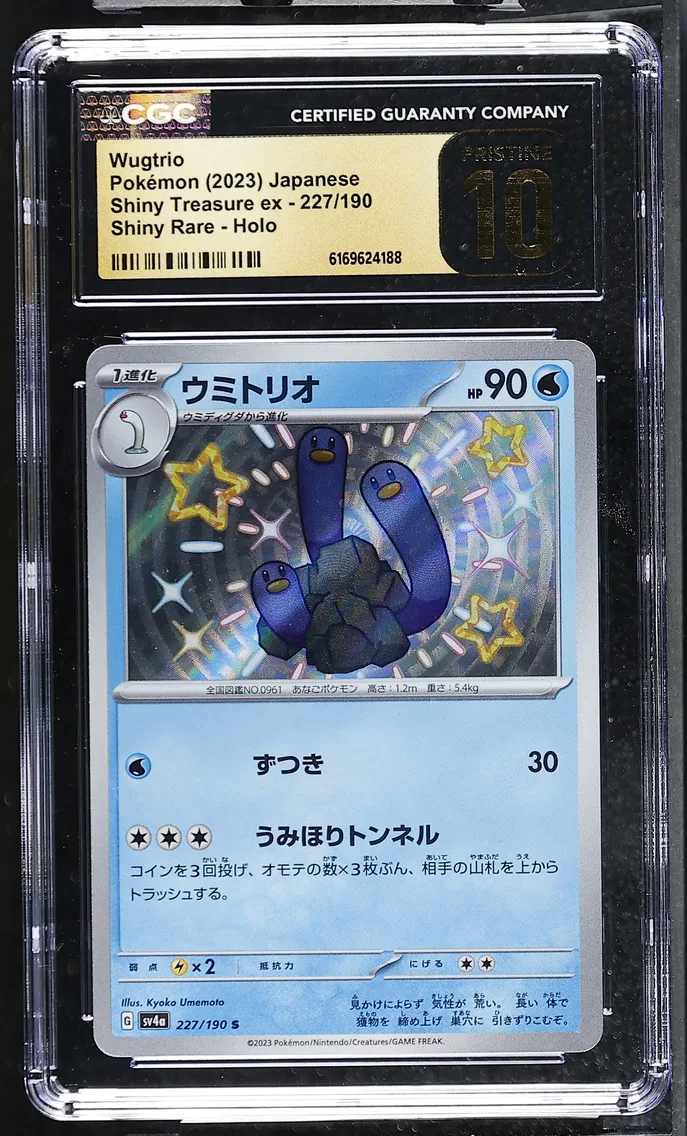 CGC
CERTIFIED GUARANTY COMPANY
Wugtrio
Pokémon (2023) Japanese
Shiny Treasure ex - 227/190
Shiny Rare - Holo
6169624188
PRISTINE
10
1進化
ウミトリオ
HP 90
ウミディグダから進化
全国図鑑NO.0961 あなごポケモン 高さ:1.2m 重さ:5.4kg
ずつき 30
うみほりトンネル
コインを3回投げ、オモテの数×3枚ぶん、相手の山札を上から
トラッシュする。
弱点 ×2 抵抗力 にげる
Illus. Kyoko Umemoto
G sv4a 227/190 S
見かけによらず 気性が 荒い。 長い 体で
獲物を 締め上げ 巣穴に 引きずりこむぞ。
©2023 Pokémon/Nintendo/Creatures/GAME FREAK.